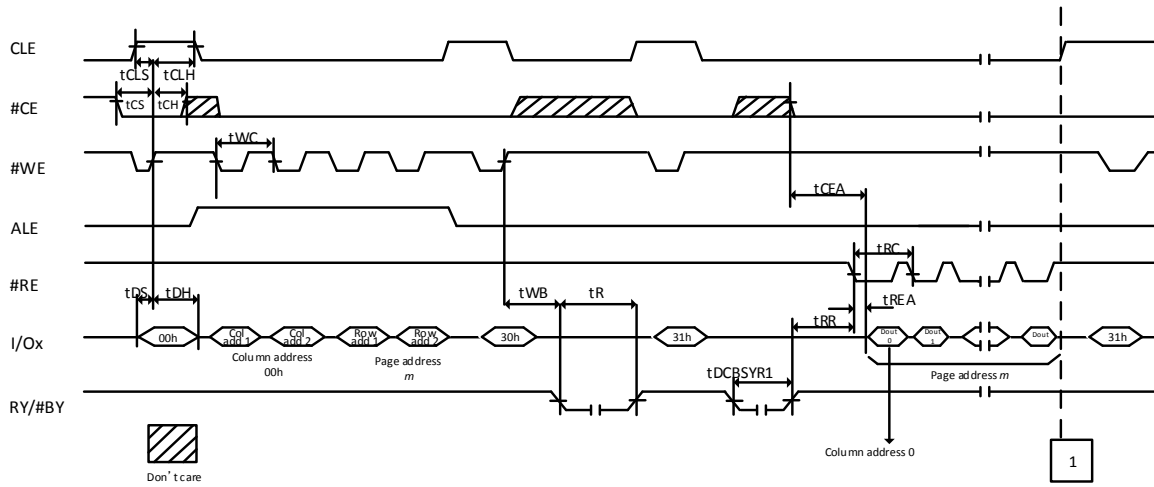 CLE
tCLS tCLH
#CE
tCS tCH
tWC
#WE
tCEA
ALE
tRC
#RE
tDS tDH
tWB tR
tREA
tRR
I/Ox
00h
Col add 1
Col add 2
Row add 1
Row add 2
30h
31h
Dout 0
Dout 1
Dout
31h
Column address
00h
Page address
m
tDCBSYR1
Page address m
RY/#BY
Column address 0
1
Don't care